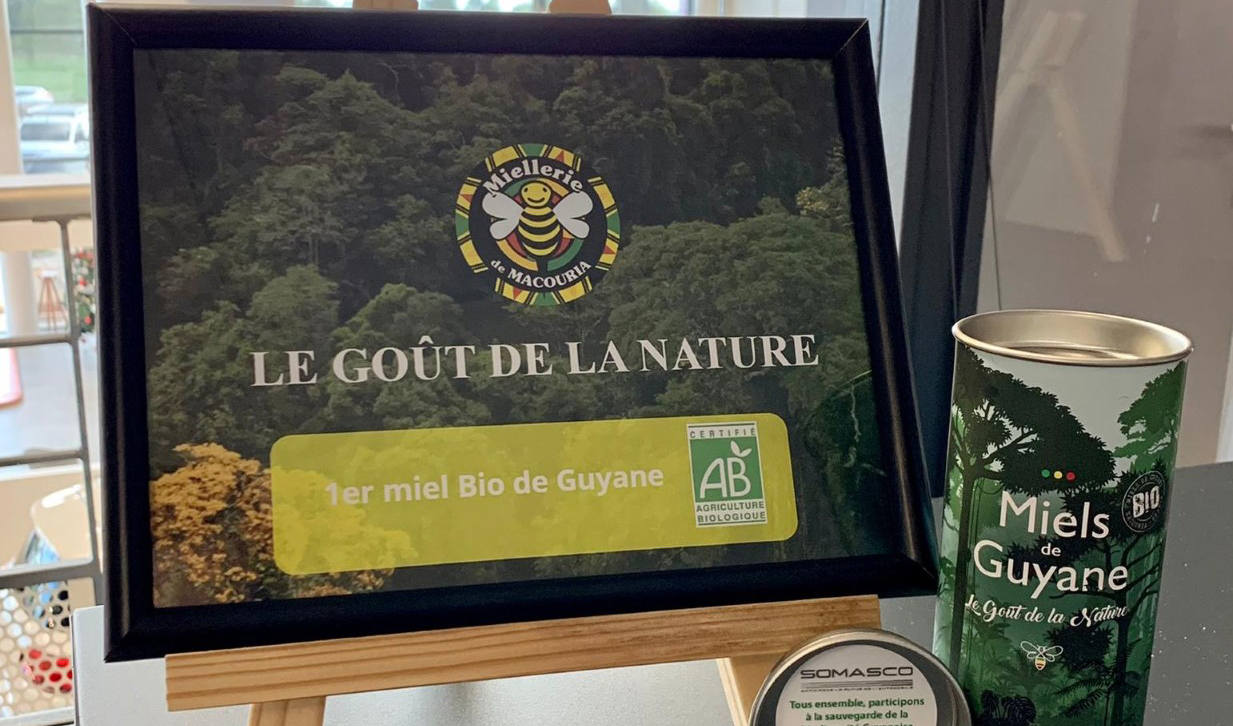 Miellerie
de MACOURIA
LE GOÛT DE LA NATURE
1er miel Bio de Guyane
CERTIFIÉ
AB
AGRICULTURE
BIOLOGIQUE
BIO
Miels
de
Guyane
Le Goût de la Nature
SOMASCO
Tous ensemble, participons
à la sauvegarde de la